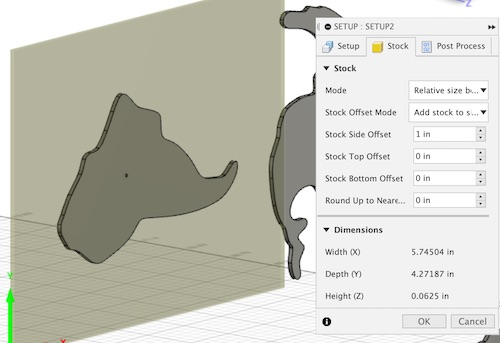 SETUP : SETUP2
Setup Stock Post Process
Stock
Mode Relative size b...
Stock Offset Mode Add stock to s...
Stock Side Offset 1 in
Stock Top Offset 0 in
Stock Bottom Offset 0 in
Round Up to Neare... 0 in
Dimensions
Width (X) 5.74504 in
Depth (Y) 4.27187 in
Height (Z) 0.0625 in
OK Cancel
Z
Y
X